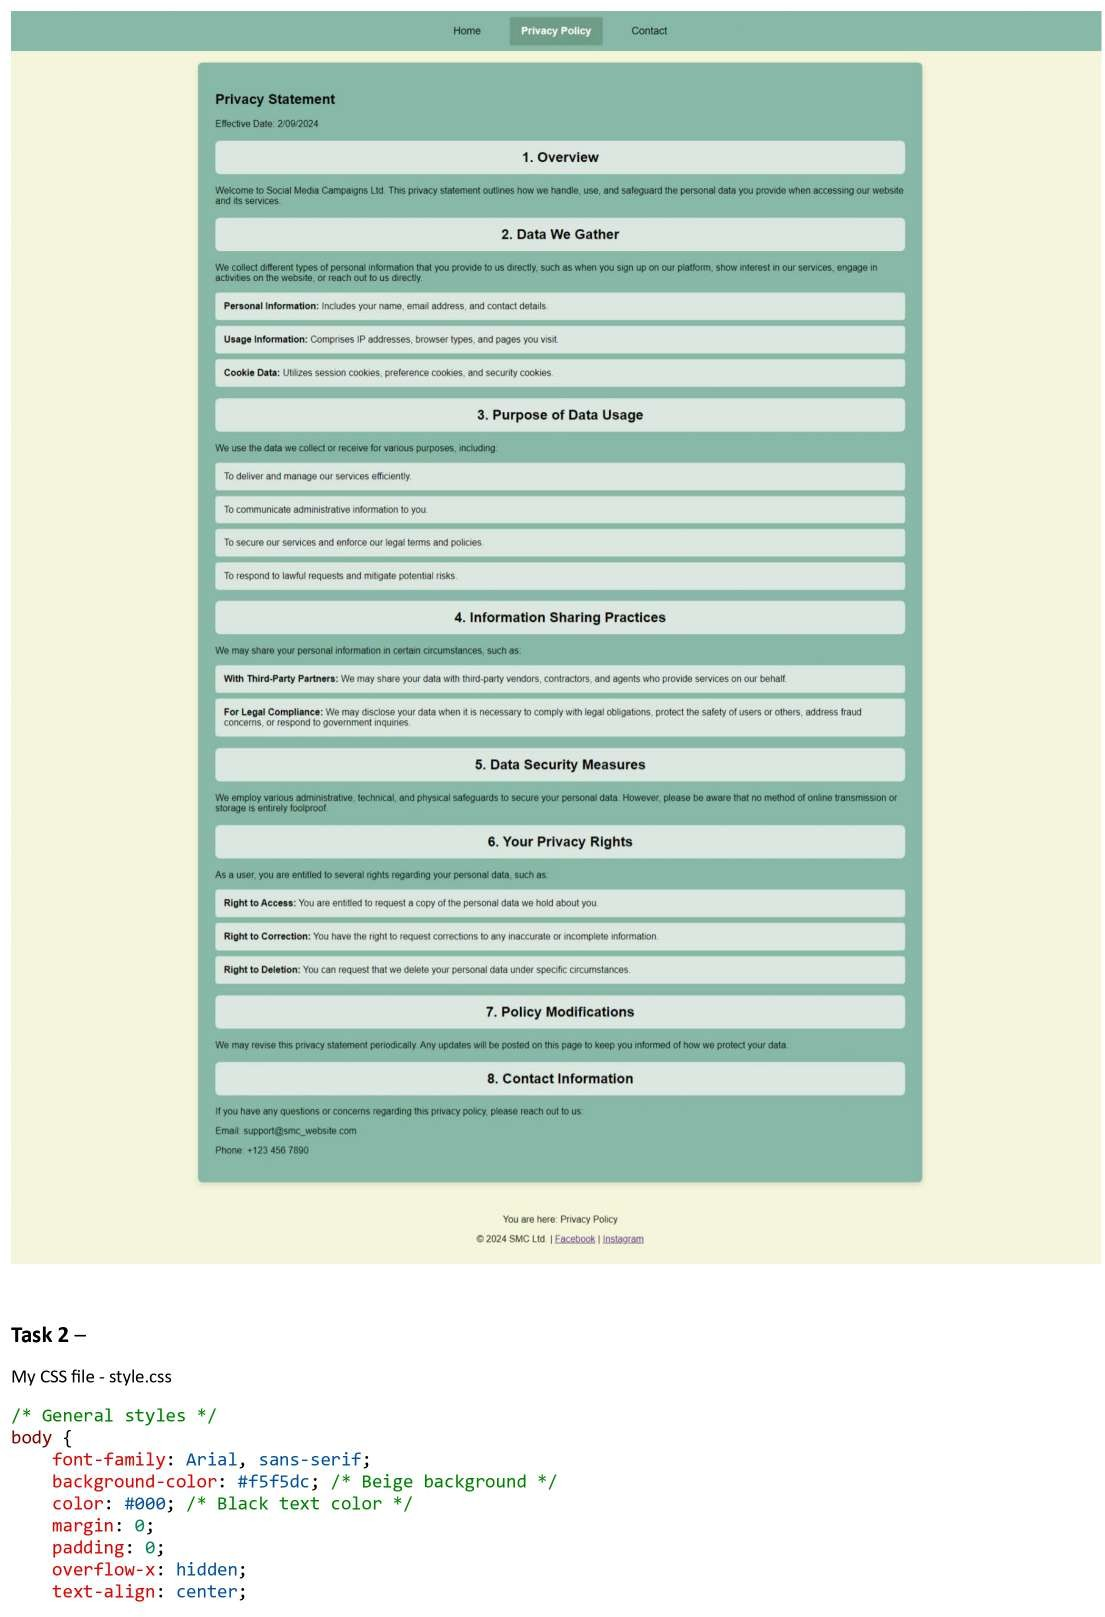 Home Privacy Policy Contact
Privacy Statement
Effective Date: 2/09/2024
1. Overview
Welcome to Social Media Campaigns Ltd. This privacy statement outlines how we handle, use, and safeguard the personal data you provide when accessing our website
and its services.
2. Data We Gather
We collect different types of personal information that you provide to us directly, such as when you sign up on our platform, show interest in our services, engage in
activities on the website, or reach out to us directly.
Personal Information: Includes your name, email address, and contact details.
Usage Information: Comprises IP addresses, browser types, and pages you visit.
Cookie Data: Utilizes session cookies, preference cookies, and security cookies.
3. Purpose of Data Usage
We use the data we collect or receive for various purposes, including:
To deliver and manage our services efficiently.
To communicate administrative information to you.
To secure our services and enforce our legal terms and policies.
To respond to lawful requests and mitigate potential risks.
4. Information Sharing Practices
We may share your personal information in certain circumstances, such as:
With Third-Party Partners: We may share your data with third-party vendors, contractors, and agents who provide services on our behalf.
For Legal Compliance: We may disclose your data when it is necessary to comply with legal obligations, protect the safety of users or others, address fraud
concerns, or respond to government inquiries.
5. Data Security Measures
We employ various administrative, technical, and physical safeguards to secure your personal data. However, please be aware that no method of online transmission or
storage is entirely foolproof.
6. Your Privacy Rights
As a user, you are entitled to several rights regarding your personal data, such as:
Right to Access: You are entitled to request a copy of the personal data we hold about you.
Right to Correction: You have the right to request corrections to any inaccurate or incomplete information.
Right to Deletion: You can request that we delete your personal data under specific circumstances.
7. Policy Modifications
We may revise this privacy statement periodically. Any updates will be posted on this page to keep you informed of how we protect your data.
8. Contact Information
If you have any questions or concerns regarding this privacy policy, please reach out to us:
Email: support@smc_website.com
Phone: +123 456 7890
You are here: Privacy Policy
© 2024 SMC Ltd. | Facebook | Instagram
Task 2 –
My CSS file - style.css
/* General styles */
body {
    font-family: Arial, sans-serif;
    background-color: #f5f5dc; /* Beige background */
    color: #000; /* Black text color */
    margin: 0;
    padding: 0;
    overflow-x: hidden;
    text-align: center;